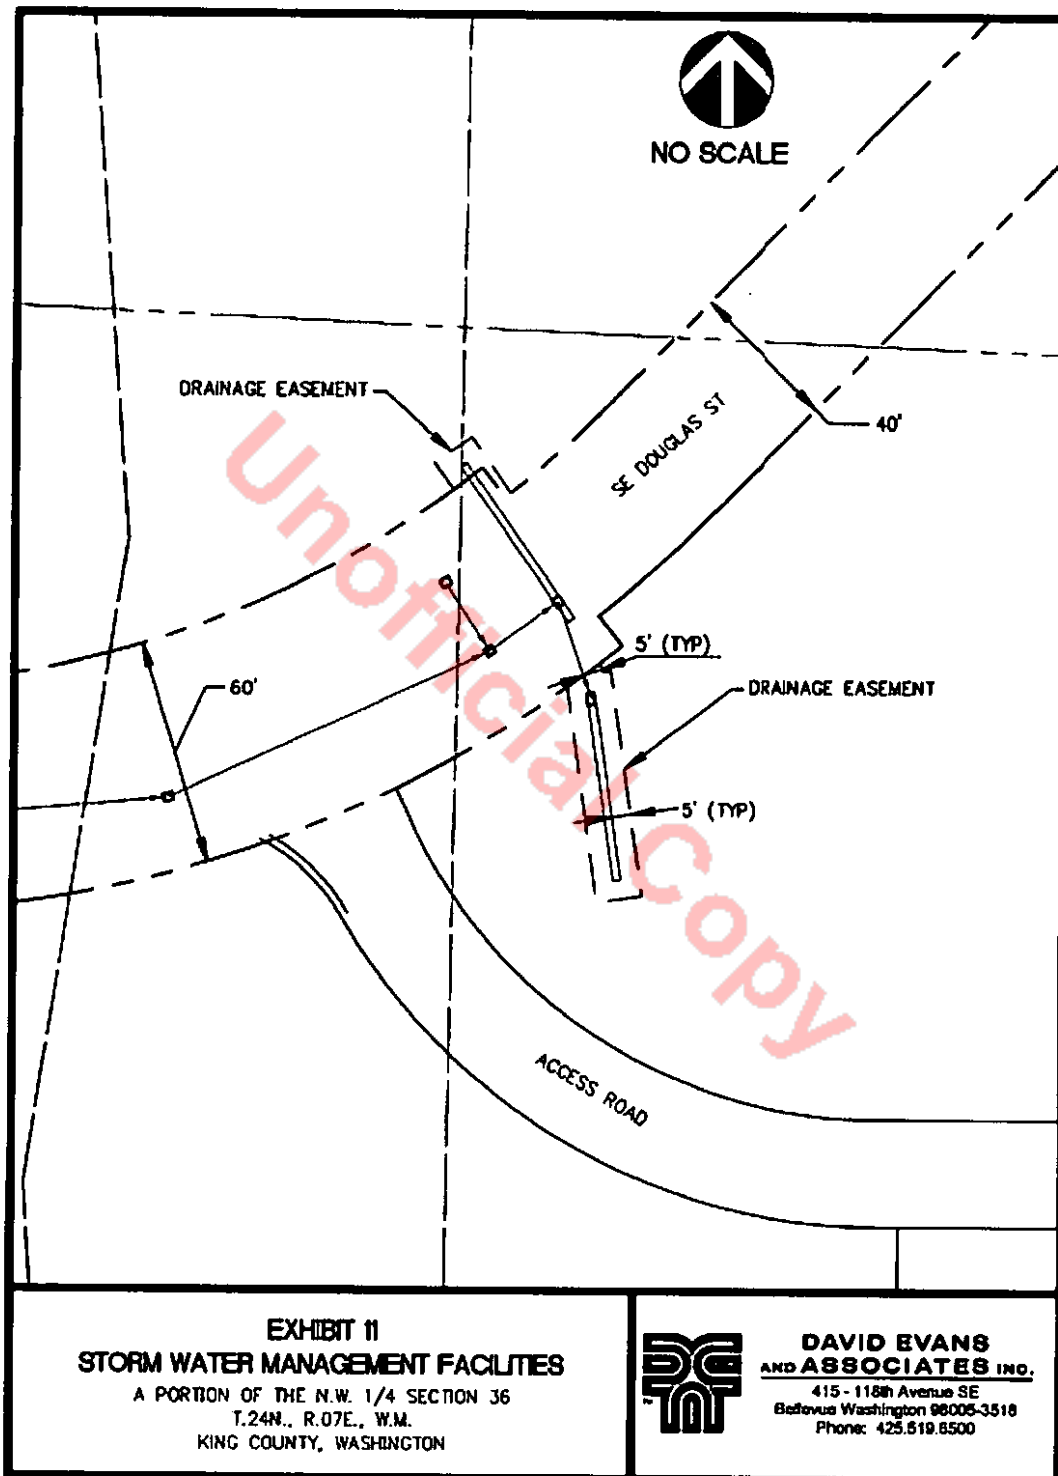 NO SCALE
DRAINAGE EASEMENT
40'
SE DOUGLAS ST
5' (TYP)
60'
DRAINAGE EASEMENT
5' (TYP)
ACCESS ROAD
Unofficial Copy
EXHIBIT 11
STORM WATER MANAGEMENT FACILITIES
A PORTION OF THE N.W. 1/4 SECTION 36
T.24N., R.07E., W.M.
KING COUNTY, WASHINGTON
DAVID EVANS
AND ASSOCIATES INC.
415 - 118th Avenue SE
Bellevue Washington 98005-3518
Phone: 425.519.6500